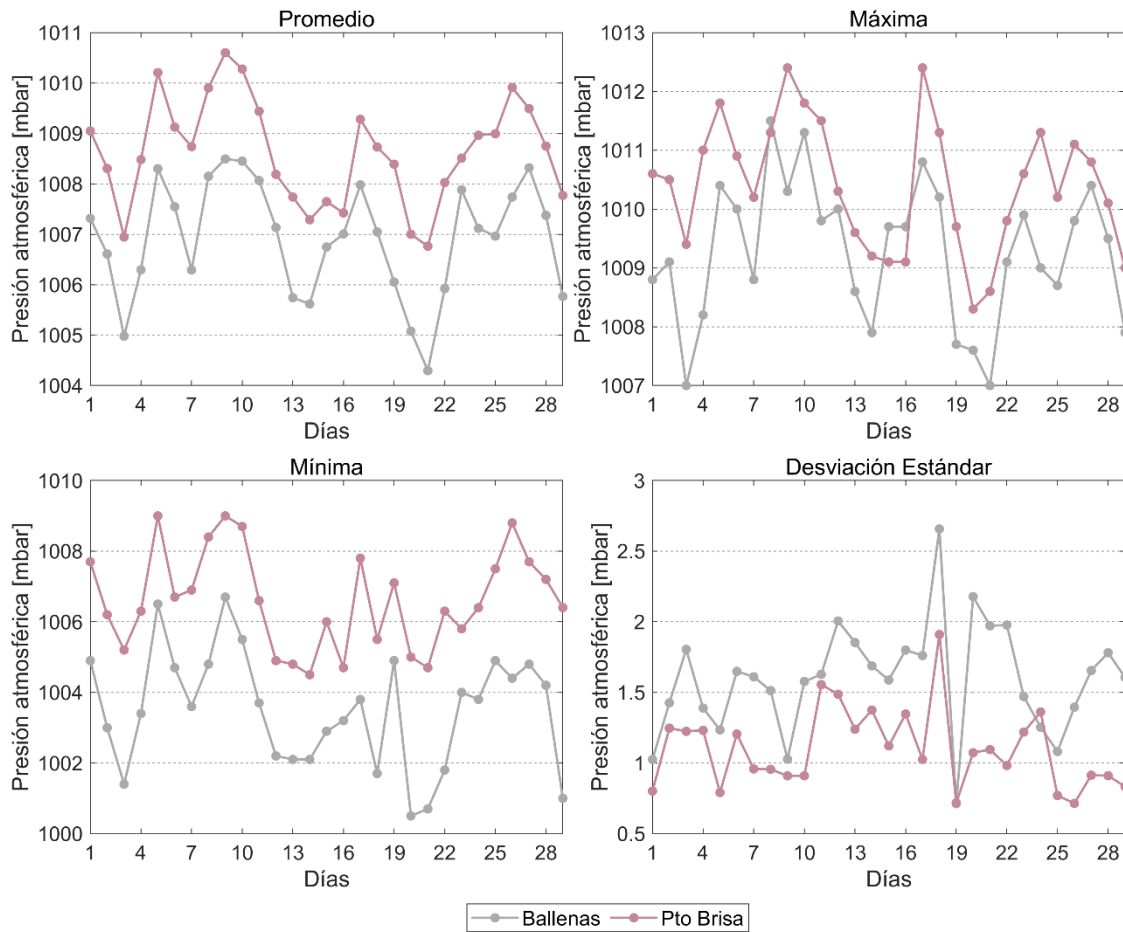 Promedio
Presión atmosférica [mbar]
1011
1010
1009
1008
1007
1006
1005
1004
1 4 7 10 13 16 19 22 25 28
Días
Máxima
Presión atmosférica [mbar]
1013
1012
1011
1010
1009
1008
1007
1 4 7 10 13 16 19 22 25 28
Días
Mínima
Presión atmosférica [mbar]
1010
1008
1006
1004
1002
1000
1 4 7 10 13 16 19 22 25 28
Días
Desviación Estándar
Presión atmosférica [mbar]
3
2.5
2
1.5
1
0.5
1 4 7 10 13 16 19 22 25 28
Días
Ballenas Pto Brisa